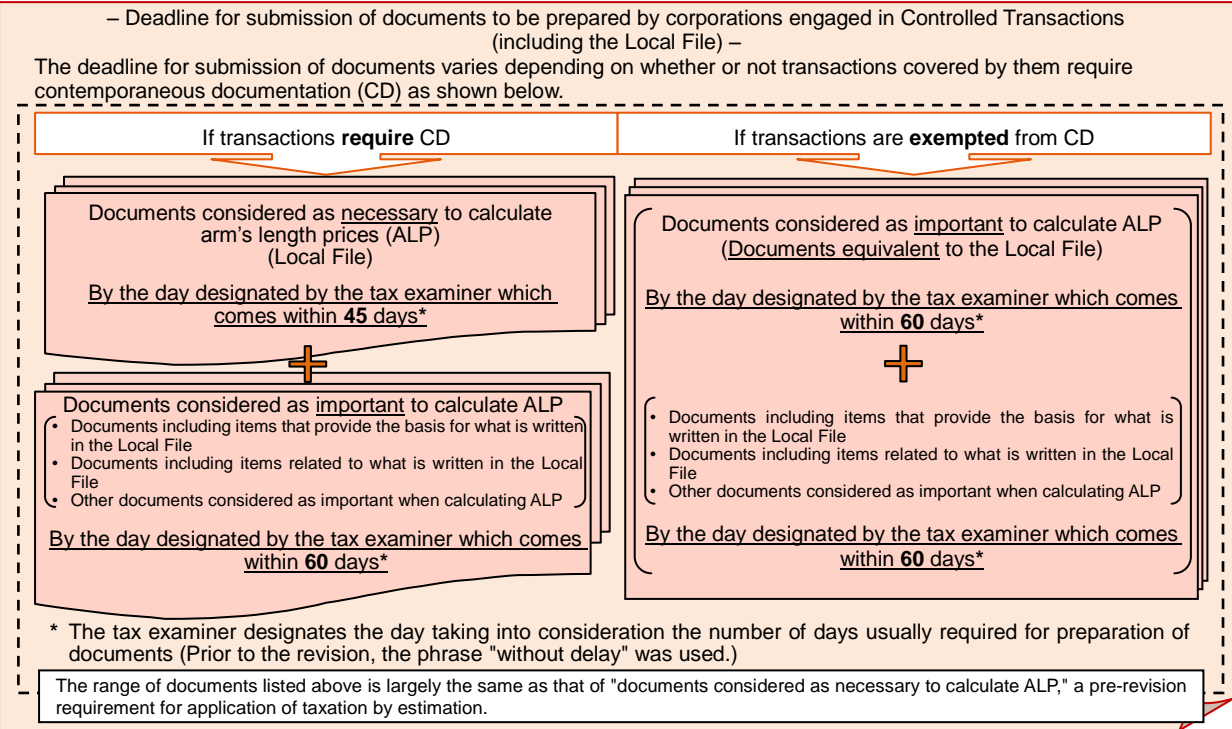 – Deadline for submission of documents to be prepared by corporations engaged in Controlled Transactions
(including the Local File) –
The deadline for submission of documents varies depending on whether or not transactions covered by them require
contemporaneous documentation (CD) as shown below.
If transactions require CD
Documents considered as necessary to calculate
arm's length prices (ALP)
(Local File)
By the day designated by the tax examiner which
comes within 45 days*
Documents considered as important to calculate ALP
• Documents including items that provide the basis for what is written
in the Local File
• Documents including items related to what is written in the Local
File
• Other documents considered as important when calculating ALP
By the day designated by the tax examiner which comes
within 60 days*
If transactions are exempted from CD
Documents considered as important to calculate ALP
(Documents equivalent to the Local File)
By the day designated by the tax examiner which comes
within 60 days*
• Documents including items that provide the basis for what is
written in the Local File
• Documents including items related to what is written in the Local
File
• Other documents considered as important when calculating ALP
By the day designated by the tax examiner which comes
within 60 days*
* The tax examiner designates the day taking into consideration the number of days usually required for preparation of
documents (Prior to the revision, the phrase "without delay" was used.)
The range of documents listed above is largely the same as that of "documents considered as necessary to calculate ALP," a pre-revision
requirement for application of taxation by estimation.